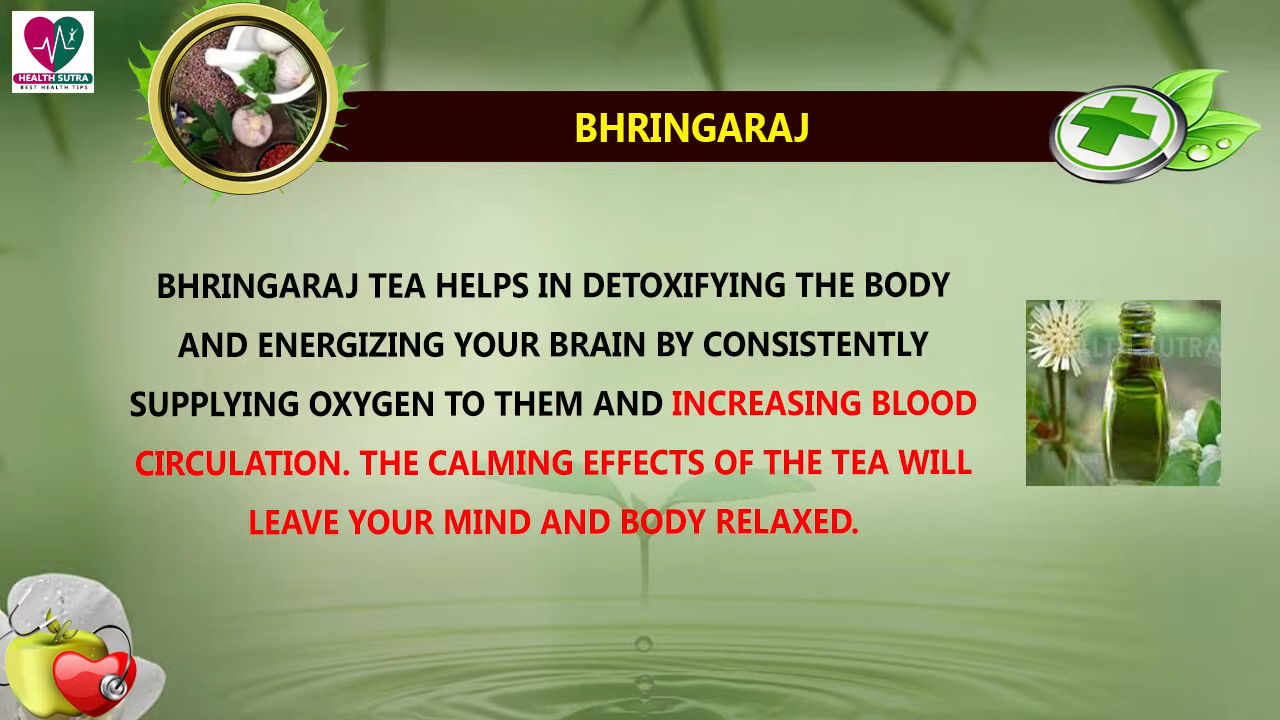 HEALTH SUTRA
BEST HEALTH TIPS
BHRINGARAJ
BHRINGARAJ TEA HELPS IN DETOXIFYING THE BODY
AND ENERGIZING YOUR BRAIN BY CONSISTENTLY
SUPPLYING OXYGEN TO THEM AND INCREASING BLOOD
CIRCULATION. THE CALMING EFFECTS OF THE TEA WILL
LEAVE YOUR MIND AND BODY RELAXED.